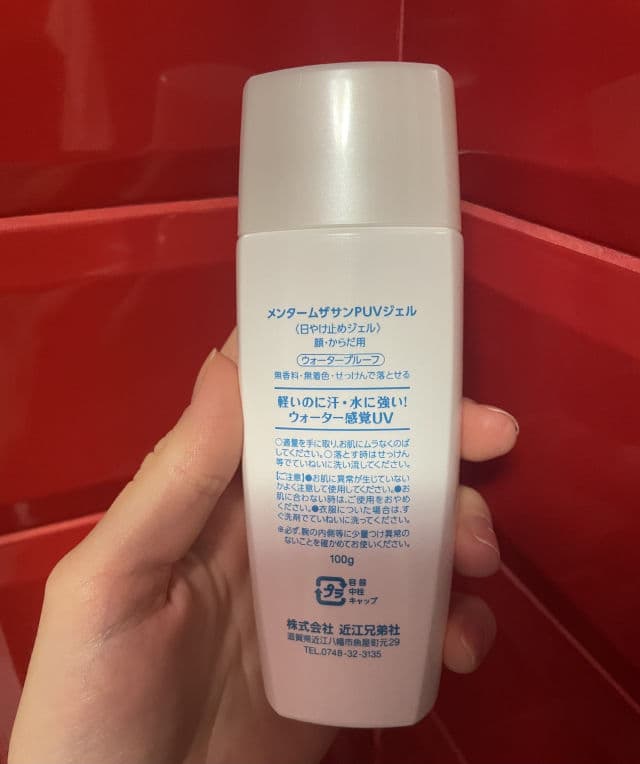 メンタームザサンPUVジェル
〈日やけ止めジェル〉
顔・からだ用
ウォータープルーフ
無香料・無着色・せっけんで落とせる
軽いのに汗・水に強い!
ウォーター感覚UV
○適量を手に取り、お肌にムラなくのば
してください。○落とす時はせっけん
等でていねいに洗い流してください。
【ご注意】●お肌に異常が生じていない
かよく注意して使用してください。●お
肌に合わない時は、ご使用をおやめ
ください。●衣服についた場合は、す
ぐ洗剤でていねいに洗ってください。
※必ず、腕の内側等に少量つけ異常の
ないことを確かめてお使いください。
100g
プラ
容器
中栓
キャップ
株式会社 近江兄弟社
滋賀県近江八幡市魚屋町元29
TEL.0748-32-3135